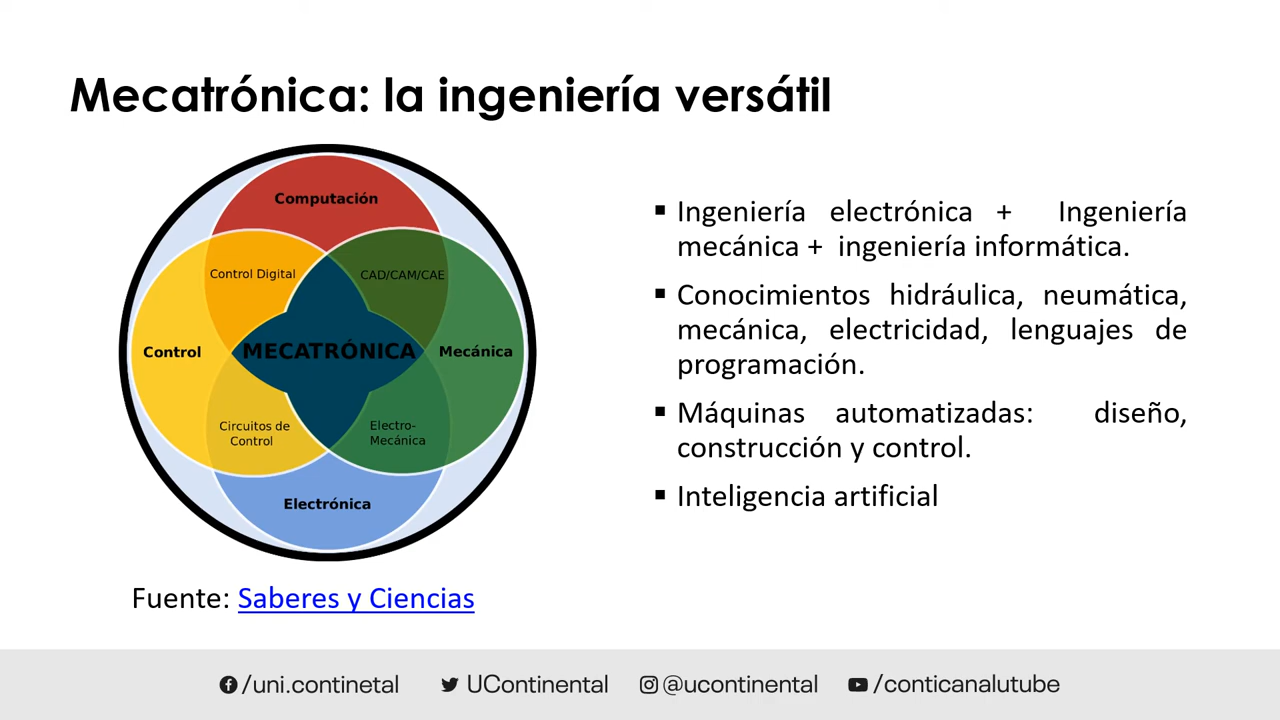 Mecatrónica: la ingeniería versátil
Computación
Control Digital
CAD/CAM/CAE
Control
MECATRÓNICA
Mecánica
Circuitos de
Control
Electro-
Mecánica
Electrónica
Fuente: Saberes y Ciencias
▪ Ingeniería electrónica + Ingeniería
mecánica + ingeniería informática.
▪ Conocimientos hidráulica, neumática,
mecánica, electricidad, lenguajes de
programación.
▪ Máquinas automatizadas: diseño,
construcción y control.
▪ Inteligencia artificial
/uni.continetal
UContinental
@ucontinental
/conticanalutube